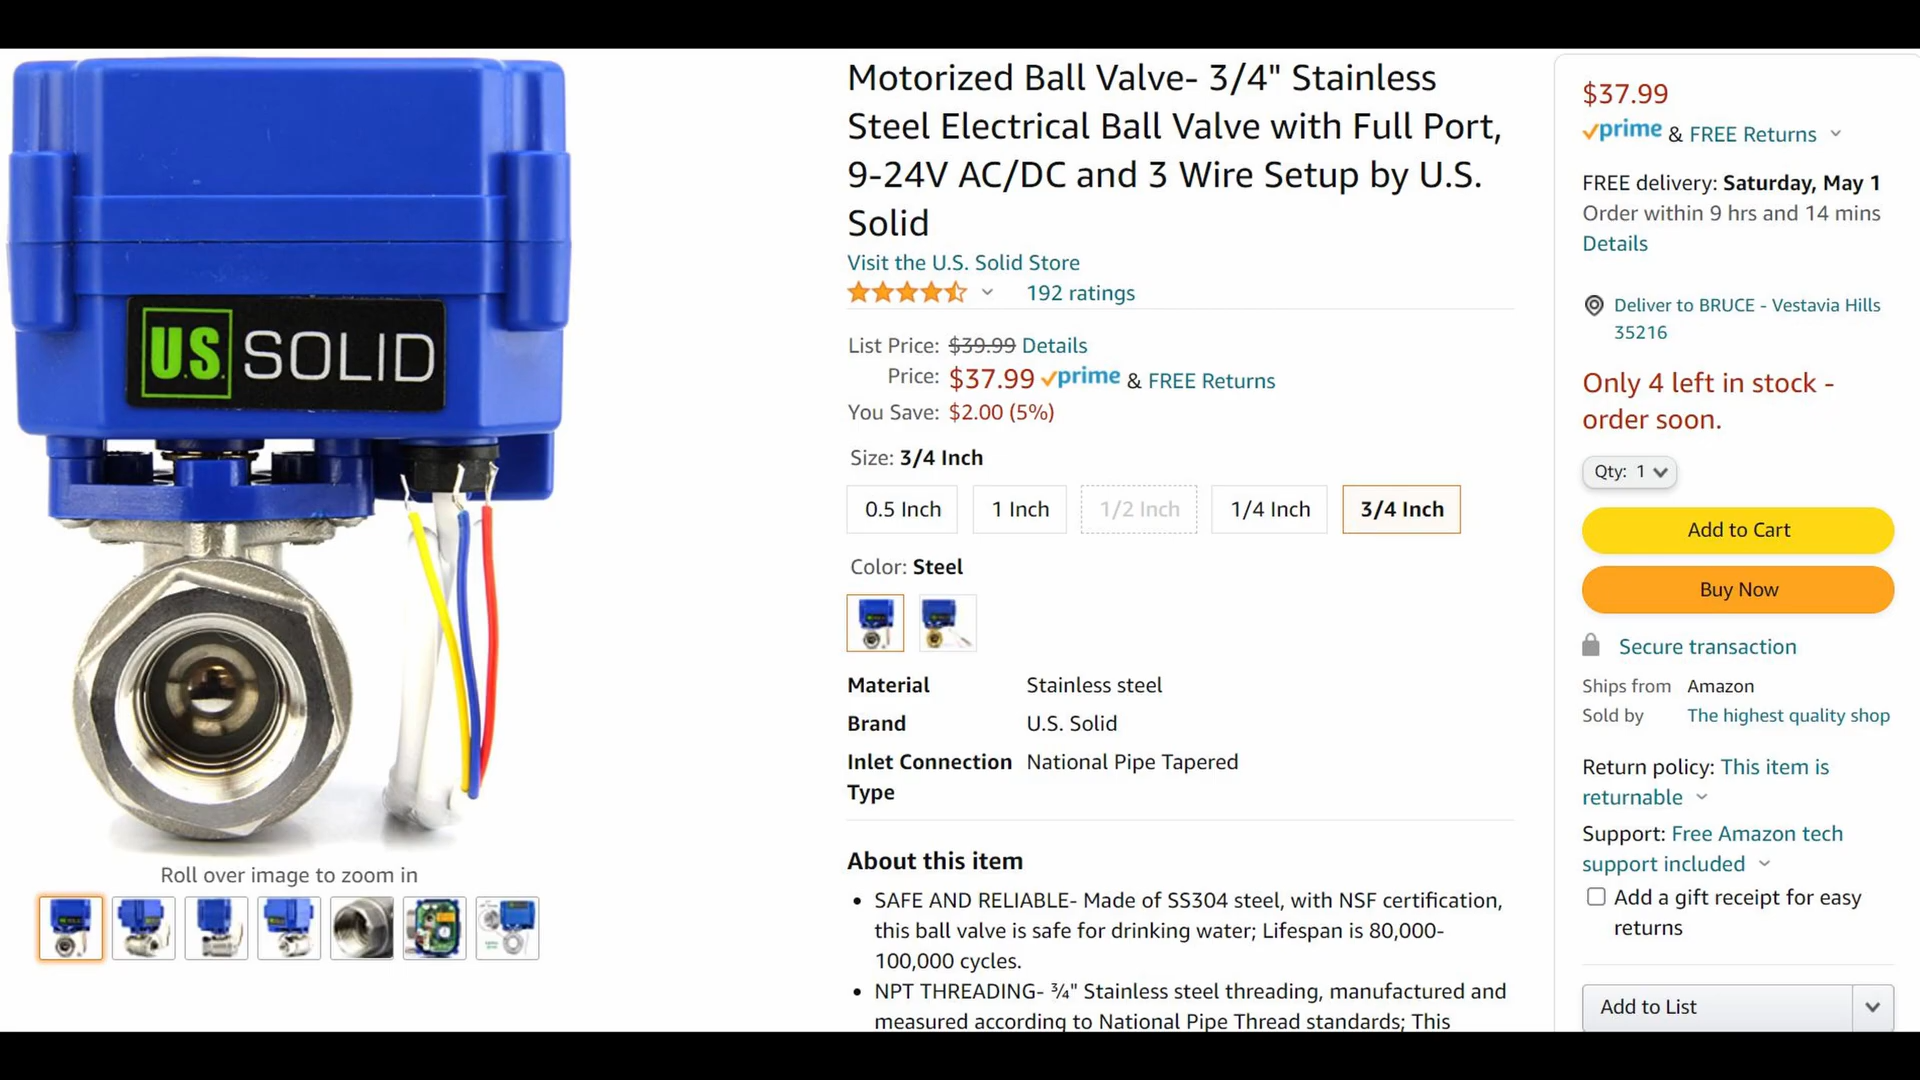 U.S. SOLID
Roll over image to zoom in
Motorized Ball Valve- 3/4" Stainless
Steel Electrical Ball Valve with Full Port,
9-24V AC/DC and 3 Wire Setup by U.S.
Solid
Visit the U.S. Solid Store
192 ratings
List Price: $39.99 Details
Price: $37.99 prime & FREE Returns
You Save: $2.00 (5%)
Size: 3/4 Inch
0.5 Inch 1 Inch 1/2 Inch 1/4 Inch 3/4 Inch
Color: Steel
Material Stainless steel
Brand U.S. Solid
Inlet Connection National Pipe Tapered
Type
About this item
• SAFE AND RELIABLE- Made of SS304 steel, with NSF certification,
this ball valve is safe for drinking water; Lifespan is 80,000-
100,000 cycles.
• NPT THREADING- ¾" Stainless steel threading, manufactured and
measured according to National Pipe Thread standards; This
$37.99
prime & FREE Returns
FREE delivery: Saturday, May 1
Order within 9 hrs and 14 mins
Details
Deliver to BRUCE - Vestavia Hills
35216
Only 4 left in stock -
order soon.
Qty: 1
Add to Cart
Buy Now
Secure transaction
Ships from Amazon
Sold by The highest quality shop
Return policy: This item is
returnable
Support: Free Amazon tech
support included
Add a gift receipt for easy
returns
Add to List